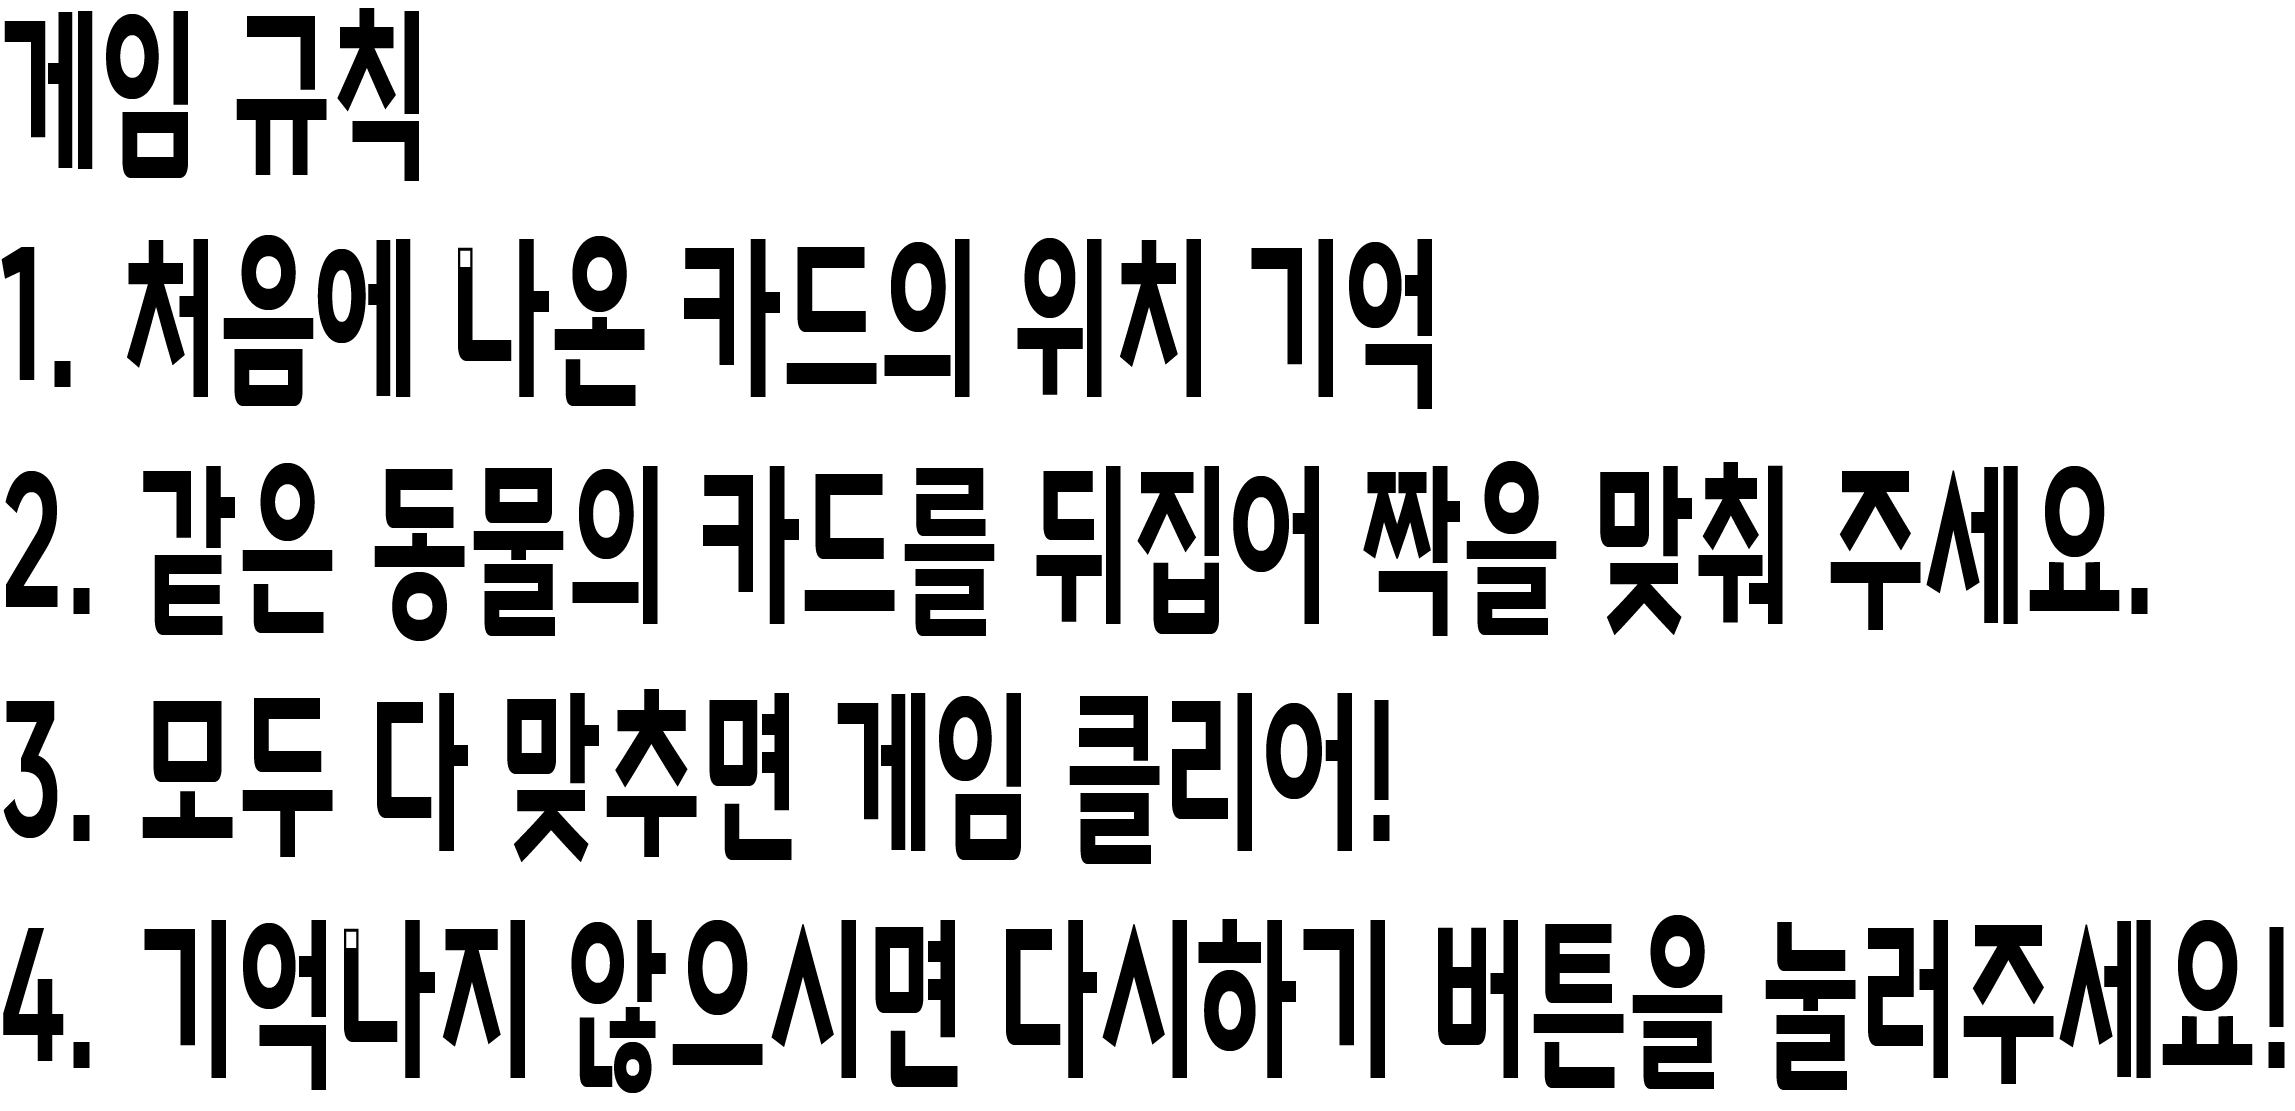 게임 규칙
1. 처음에 나온 카드의 위치 기억
2. 같은 동물의 카드를 뒤집어 짝을 맞춰 주세요.
3. 모두 다 맞추면 게임 클리어!
4. 기억나지 않으시면 다시하기 버튼을 눌러주세요!